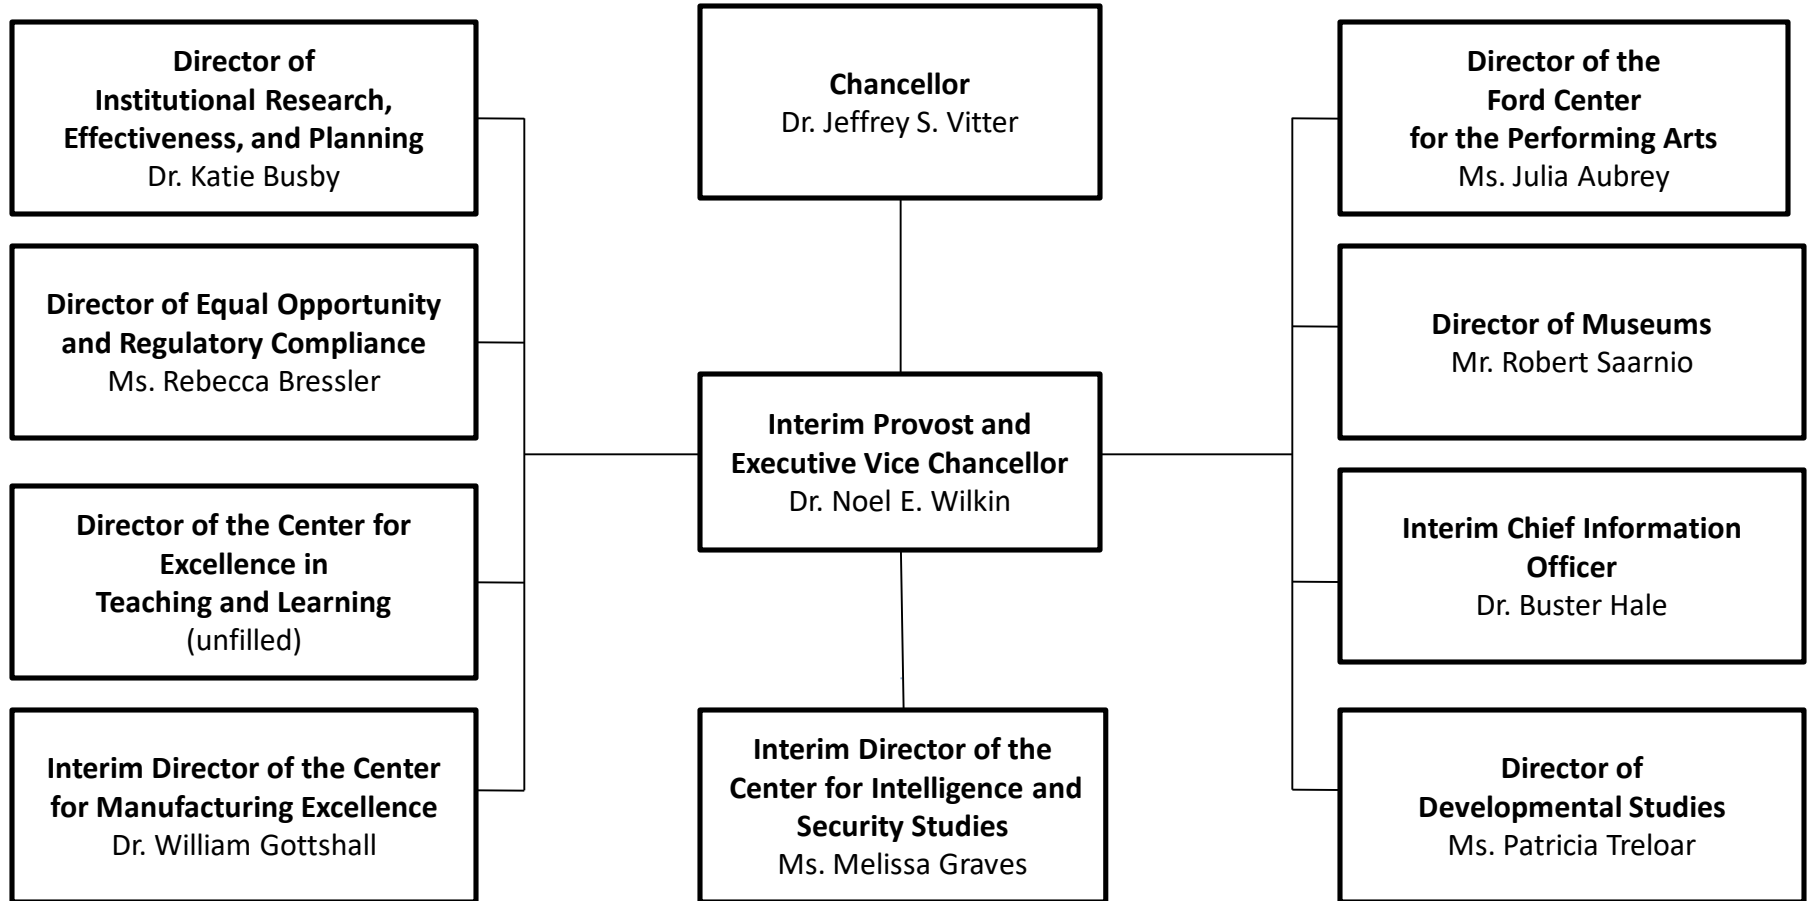 Director of
Institutional Research,
Effectiveness, and Planning
Dr. Katie Busby
Chancellor
Dr. Jeffrey S. Vitter
Director of the
Ford Center
for the Performing Arts
Ms. Julia Aubrey
Director of Equal Opportunity
and Regulatory Compliance
Ms. Rebecca Bressler
Director of Museums
Mr. Robert Saarnio
Interim Provost and
Executive Vice Chancellor
Dr. Noel E. Wilkin
Director of the Center for
Excellence in
Teaching and Learning
(unfilled)
Interim Chief Information
Officer
Dr. Buster Hale
Interim Director of the Center
for Manufacturing Excellence
Dr. William Gottshall
Interim Director of the
Center for Intelligence and
Security Studies
Ms. Melissa Graves
Director of
Developmental Studies
Ms. Patricia Treloar